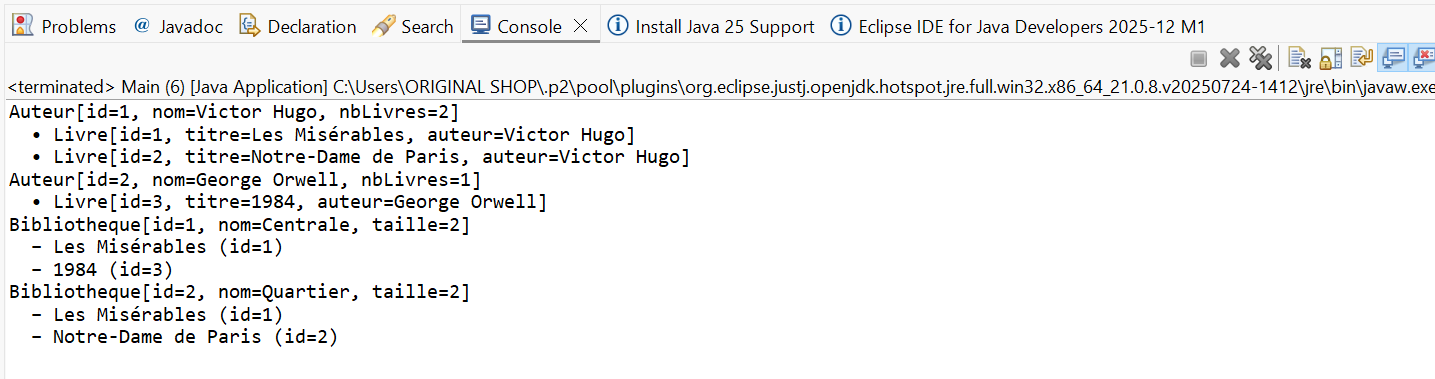 Problems @ Javadoc Declaration Search Console Install Java 25 Support Eclipse IDE for Java Developers 2025-12 M1
<terminated> Main (6) [Java Application] C:\Users\ORIGINAL SHOP\.p2\pool\plugins\org.eclipse.justj.openjdk.hotspot.jre.full.win32.x86_64_21.0.8.v20250724-1412\jre\bin\javaw.exe
Auteur[id=1, nom=Victor Hugo, nbLivres=2]
  • Livre[id=1, titre=Les Misérables, auteur=Victor Hugo]
  • Livre[id=2, titre=Notre-Dame de Paris, auteur=Victor Hugo]
Auteur[id=2, nom=George Orwell, nbLivres=1]
  • Livre[id=3, titre=1984, auteur=George Orwell]
Bibliotheque[id=1, nom=Centrale, taille=2]
  – Les Misérables (id=1)
  – 1984 (id=3)
Bibliotheque[id=2, nom=Quartier, taille=2]
  – Les Misérables (id=1)
  – Notre-Dame de Paris (id=2)